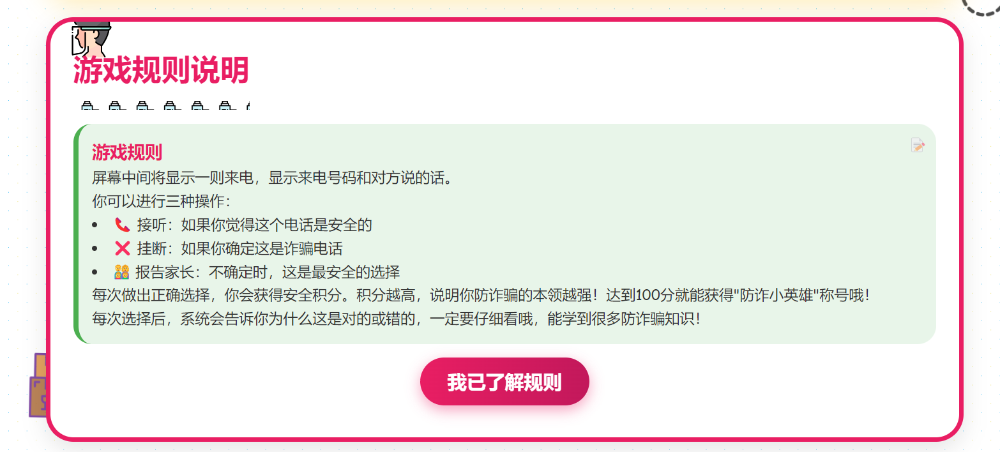 游戏规则说明
游戏规则
屏幕中间将显示一则来电，显示来电号码和对方说的话。
你可以进行三种操作：
• 📞 接听：如果你觉得这个电话是安全的
• ❌ 挂断：如果你确定这是诈骗电话
• 👨‍👩‍👧‍👦 报告家长：不确定时，这是最安全的选择
每次做出正确选择，你会获得安全积分。积分越高，说明你防诈骗的本领越强！达到100分就能获得"防诈小英雄"称号哦！
每次选择后，系统会告诉你为什么这是对的或错的，一定要仔细看哦，能学到很多防诈骗知识！
我已了解规则